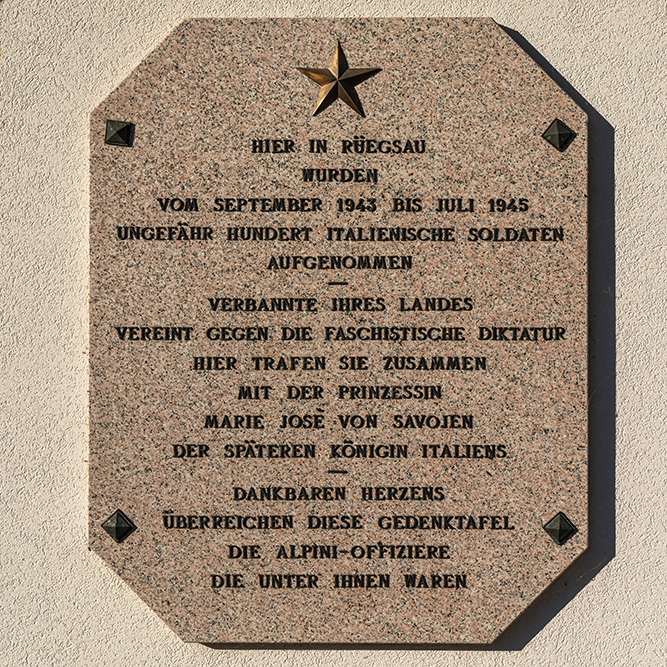 HIER IN RÜEGSAU
WURDEN
VOM SEPTEMBER 1943 BIS JULI 1945
UNGEFÄHR HUNDERT ITALIENISCHE SOLDATEN
AUFGENOMMEN
—
VERBANNTE IHRES LANDES
VEREINT GEGEN DIE FASCHISTISCHE DIKTATUR
HIER TRAFEN SIE ZUSAMMEN
MIT DER PRINZESSIN
MARIE JOSÈ VON SAVOJEN
DER SPÄTEREN KÖNIGIN ITALIENS
—
DANKBAREN HERZENS
ÜBERREICHEN DIESE GEDENKTAFEL
DIE ALPINI-OFFIZIERE
DIE UNTER IHNEN WAREN